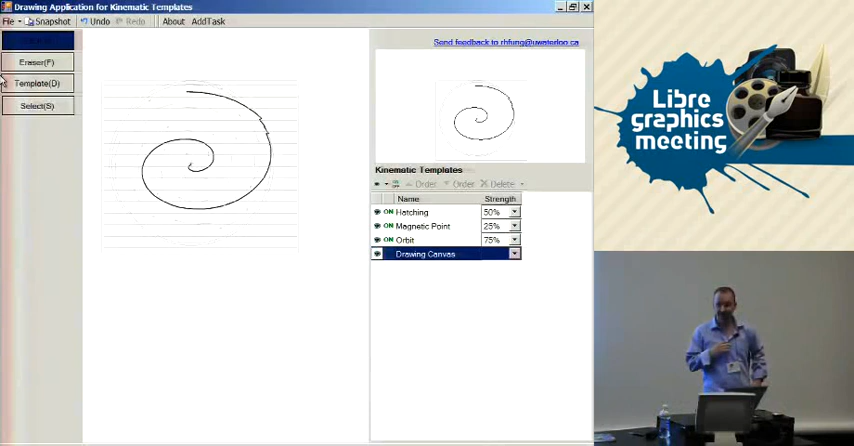 Drawing Application for Kinematic Templates
File Snapshot Undo Redo About AddTask
Eraser(F)
Template(D)
Select(S)
Send feedback to rhfung@uwaterloo.ca
Kinematic Templates
Order Order Delete
Name Strength
ON Hatching 50%
ON Magnetic Point 25%
ON Orbit 75%
Drawing Canvas
Libre
graphics
meeting